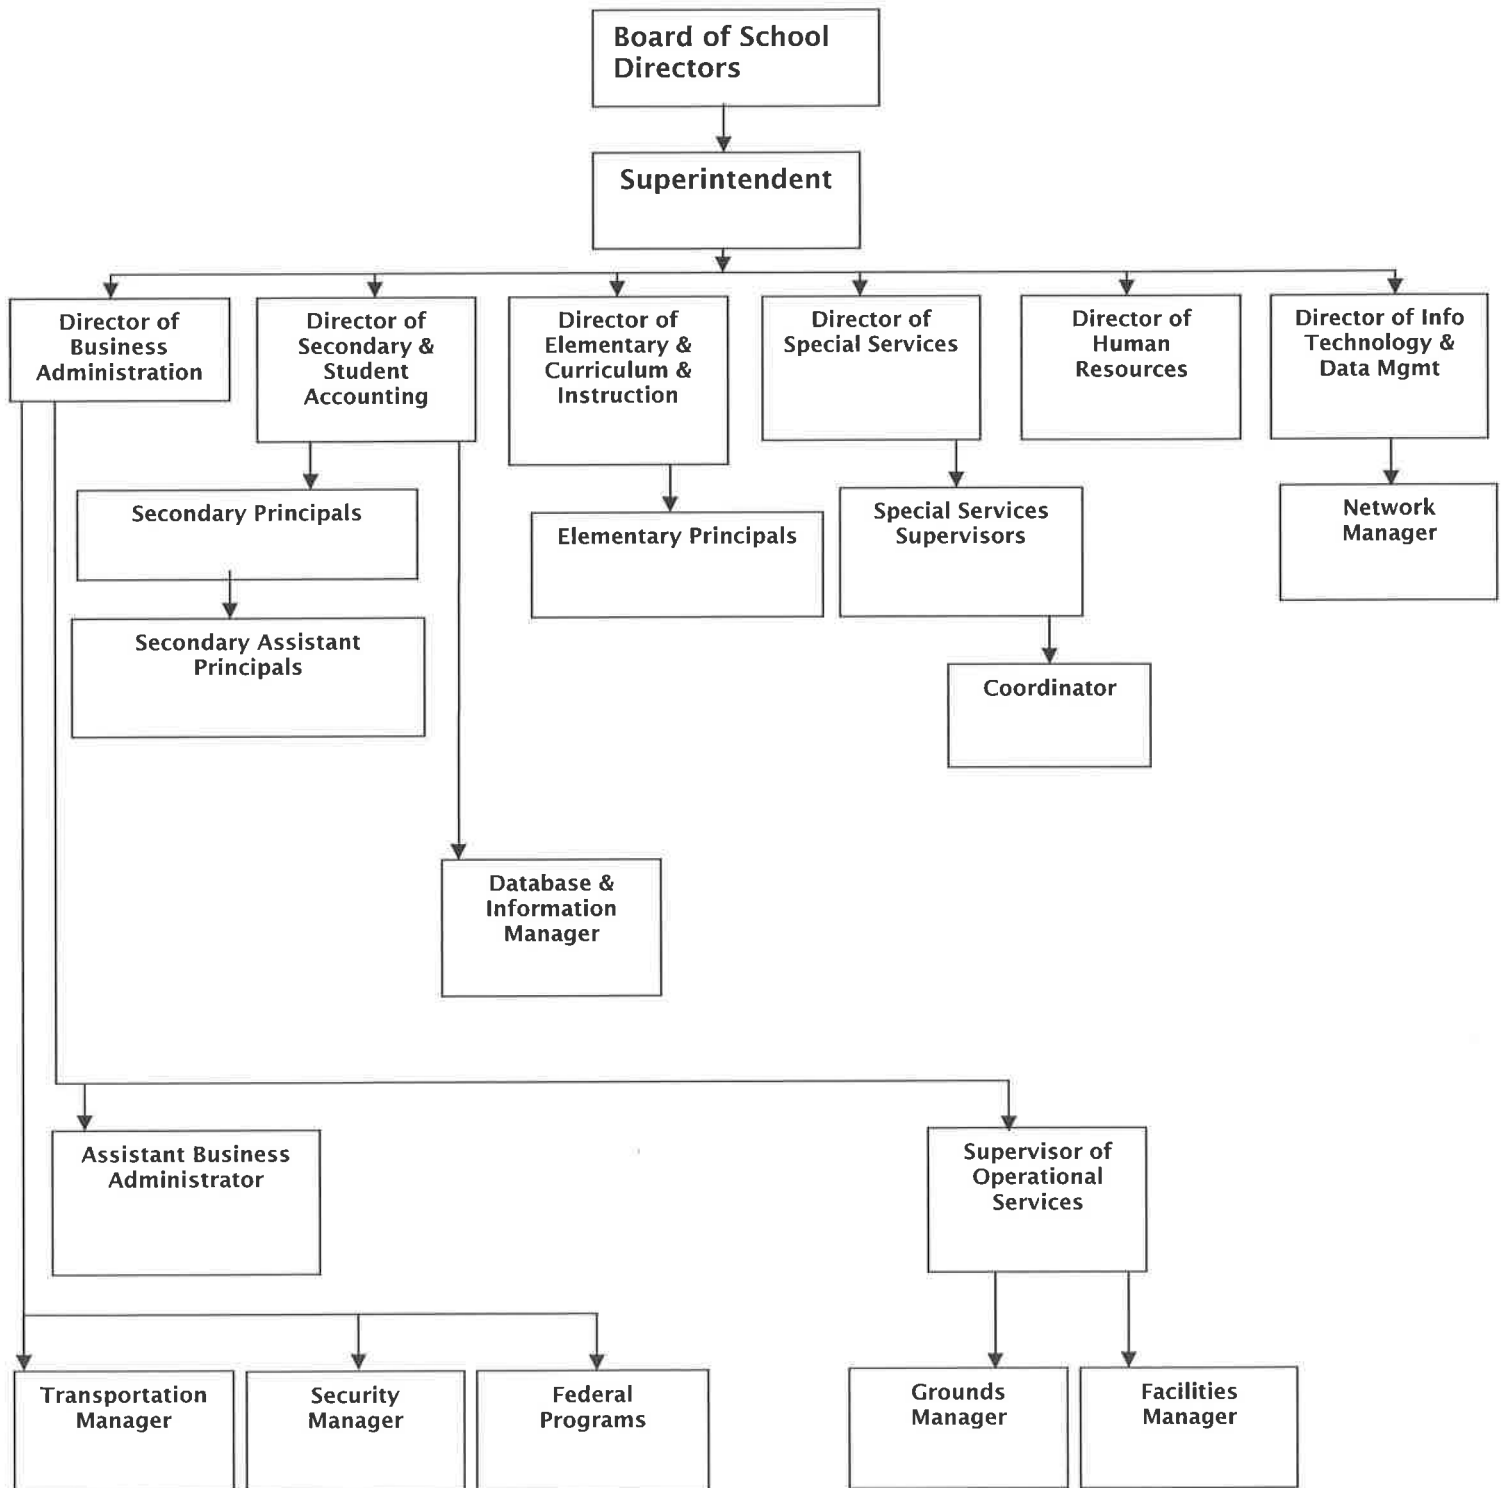 Board of School
Directors
Superintendent
Director of
Business
Administration
Director of
Secondary &
Student
Accounting
Director of
Elementary &
Curriculum &
Instruction
Director of
Special Services
Director of
Human
Resources
Director of Info
Technology &
Data Mgmt
Secondary Principals
Elementary Principals
Special Services
Supervisors
Network
Manager
Secondary Assistant
Principals
Coordinator
Database &
Information
Manager
Assistant Business
Administrator
Supervisor of
Operational
Services
Transportation
Manager
Security
Manager
Federal
Programs
Grounds
Manager
Facilities
Manager